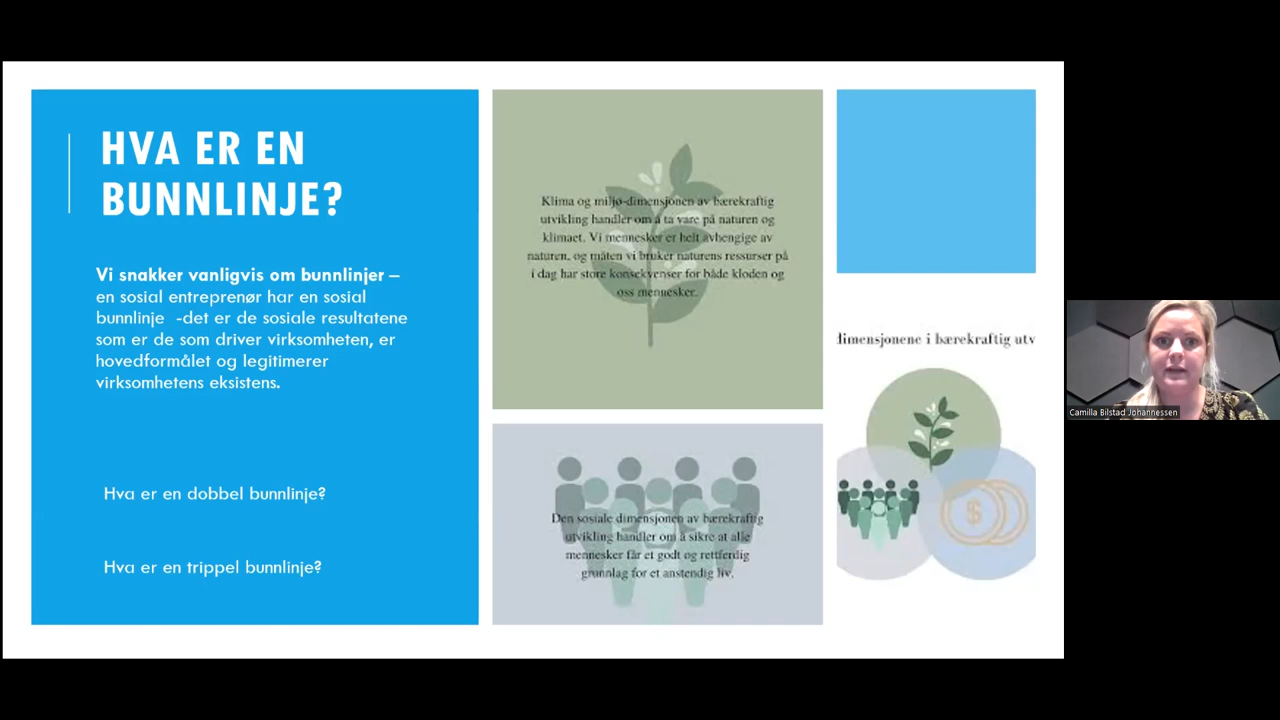 HVA ER EN
BUNNLINJE?
Vi snakker vanligvis om bunnlinjer –
en sosial entreprenør har en sosial
bunnlinje  -det er de sosiale resultatene
som er de som driver virksomheten, er
hovedformålet og legitimerer
virksomhetens eksistens.
Hva er en dobbel bunnlinje?
Hva er en trippel bunnlinje?
Klima og miljø-dimensjonen av bærekraftig
utvikling handler om å ta vare på naturen og
klimaet. Vi mennesker er helt avhengige av
naturen, og måten vi bruker naturens ressurser på
i dag har store konsekvenser for både kloden og
oss mennesker.
Den sosiale dimensjonen av bærekraftig
utvikling handler om å sikre at alle
mennesker får et godt og rettferdig
grunnlag for et anstendig liv.
dimensjonene i bærekraftig utv
$
Camilla Bilstad Johannessen